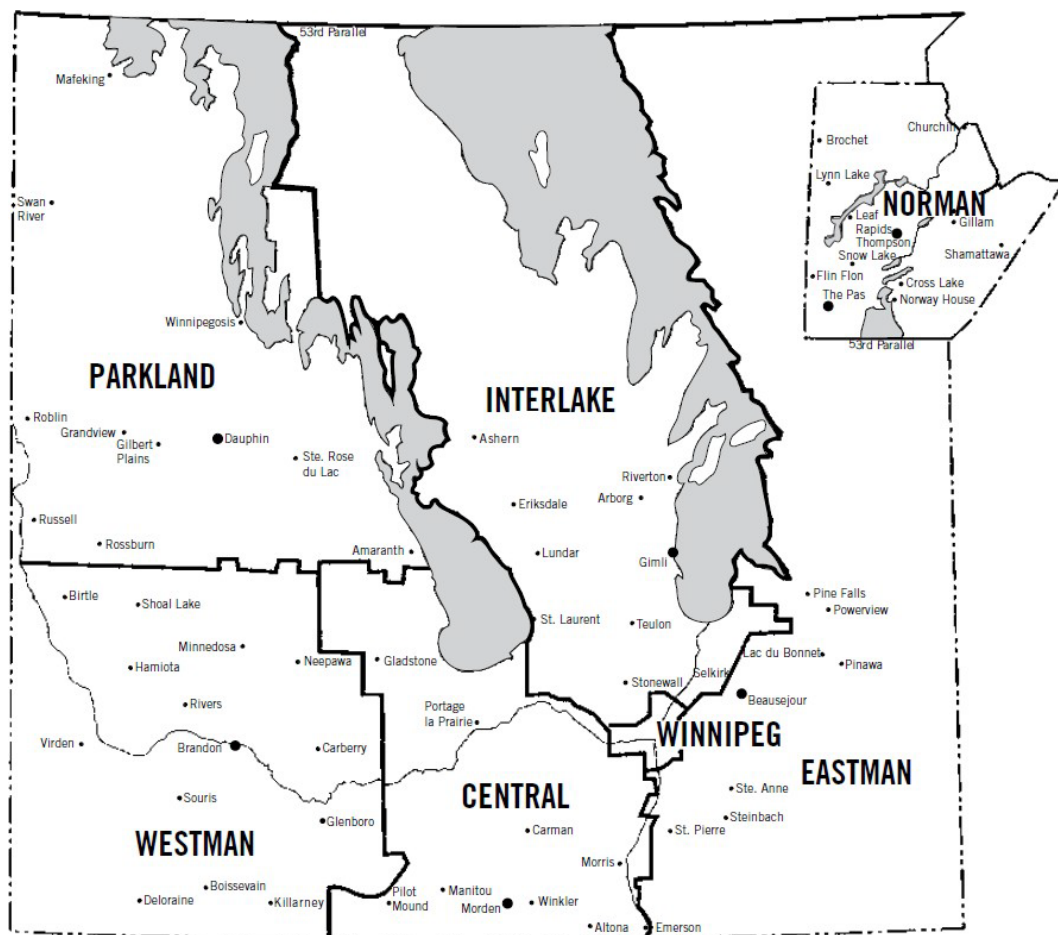 53rd Parallel
Mafeking
Churchin
Brochet
Lynn Lake
Swan
River
NORMAN
Leaf
Rapids
Gillam
Thompson
Snow Lake
Shamattawa
Flin Flon
Cross Lake
The Pas
Norway House
Winnipegosis
53rd Parallel
PARKLAND
INTERLAKE
Roblin
Grandview
Gilbert
Plains
Dauphin
Ashern
Ste. Rose
du Lac
Riverton
Eriksdale
Arborg
Russell
Rossburn
Amaranth
Lundar
Gimli
Birtle
Shoal Lake
Pine Falls
Powerview
St. Laurent
Teulon
Minnedosa
Hamiota
Neepawa
Gladstone
Lac du Bonnet
Pinawa
Selkirk
Stonewall
Beausejour
Rivers
Portage
la Prairie
WINNIPEG
Virden
Brandon
Carberry
EASTMAN
Souris
CENTRAL
Ste. Anne
Glenboro
Steinbach
WESTMAN
Carman
St. Pierre
Morris
Boissevain
Deloraine
Killarney
Pilot
Mound
Manitou
Morden
Winkler
Altona
Emerson